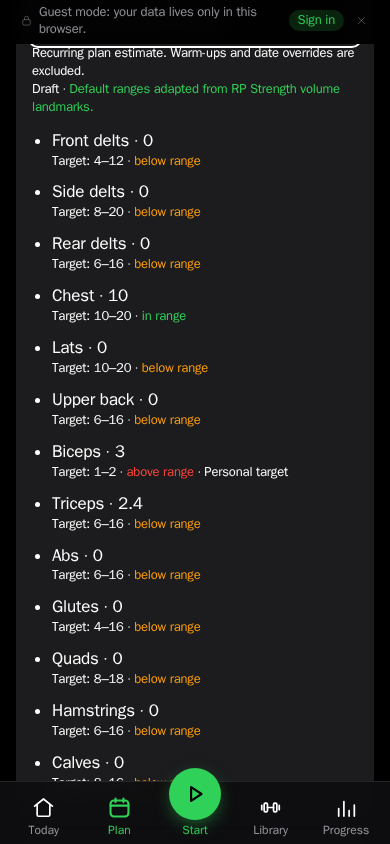 Guest mode: your data lives only in this
browser.
Sign in
Recurring plan estimate. Warm-ups and date overrides are
excluded.
Draft · Default ranges adapted from RP Strength volume
landmarks.
• Front delts · 0
Target: 4–12 · below range
• Side delts · 0
Target: 8–20 · below range
• Rear delts · 0
Target: 6–16 · below range
• Chest · 10
Target: 10–20 · in range
• Lats · 0
Target: 10–20 · below range
• Upper back · 0
Target: 6–16 · below range
• Biceps · 3
Target: 1–2 · above range · Personal target
• Triceps · 2.4
Target: 6–16 · below range
• Abs · 0
Target: 6–16 · below range
• Glutes · 0
Target: 4–16 · below range
• Quads · 0
Target: 8–18 · below range
• Hamstrings · 0
Target: 6–16 · below range
• Calves · 0
Today
Plan
Start
Library
Progress